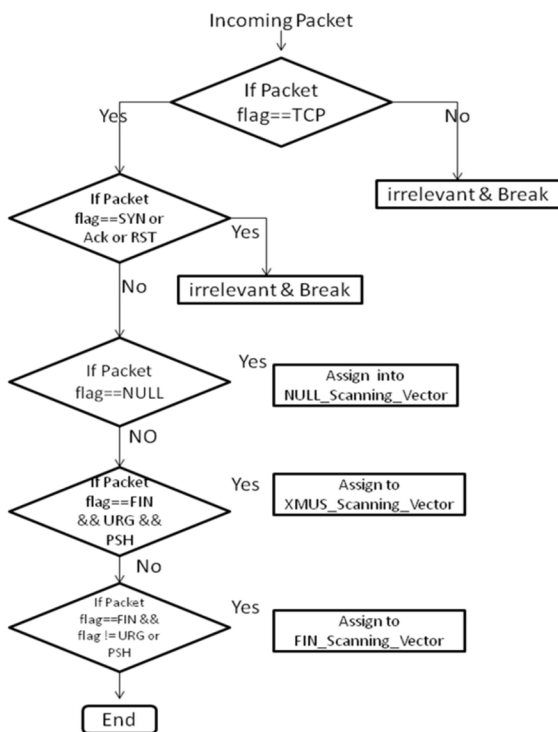 Incoming Packet
If Packet
flag==TCP
Yes
No
irrelevant & Break
If Packet
flag==SYN or
Ack or RST
Yes
irrelevant & Break
No
If Packet
flag==NULL
Yes
Assign into
NULL_Scanning_Vector
NO
If Packet
flag==FIN
&& URG &&
PSH
Yes
Assign to
XMUS_Scanning_Vector
No
If Packet
flag==FIN &&
flag != URG or
PSH
Yes
Assign to
FIN_Scanning_Vector
End